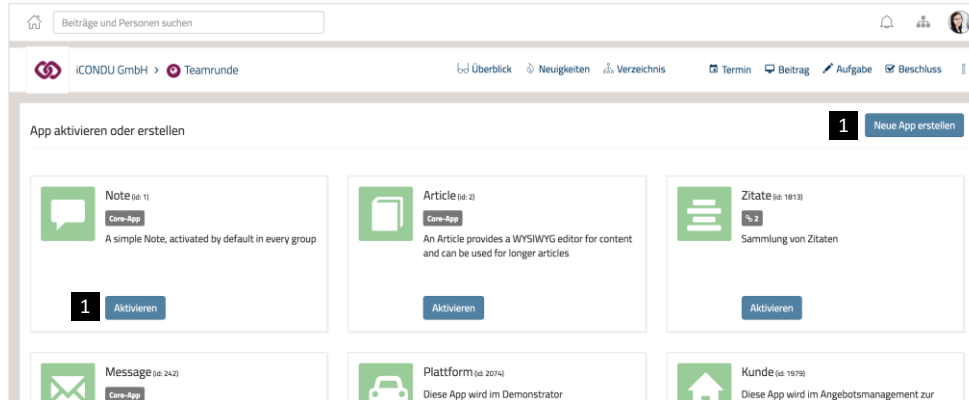 Beiträge und Personen suchen
iCONDU GmbH > Teamrunde
Überblick Neuigkeiten Verzeichnis Termin Beitrag Aufgabe Beschluss
App aktivieren oder erstellen
1 Neue App erstellen
Note (id: 1)
Core-App
A simple Note, activated by default in every group
1 Aktivieren
Article (id: 2)
Core-App
An Article provides a WYSIWYG editor for content
and can be used for longer articles
Aktivieren
Zitate (id: 1813)
2
Sammlung von Zitaten
Aktivieren
Message (id: 242)
Core-App
Plattform (id: 2074)
Diese App wird im Demonstrator
Kunde (id: 1979)
Diese App wird im Angebotsmanagement zur